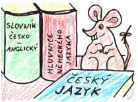 SLOVNÍK
ČESKO-
ANGLICKÝ
MLUVNICE
NĚMECKÉHO
JAZYKA
ČESKÝ
JAZYK